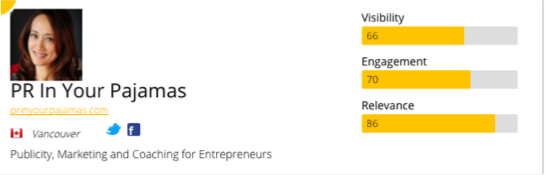 PR In Your Pajamas
prinyourpajamas.com
Vancouver
Publicity, Marketing and Coaching for Entrepreneurs
Visibility
66
Engagement
70
Relevance
86